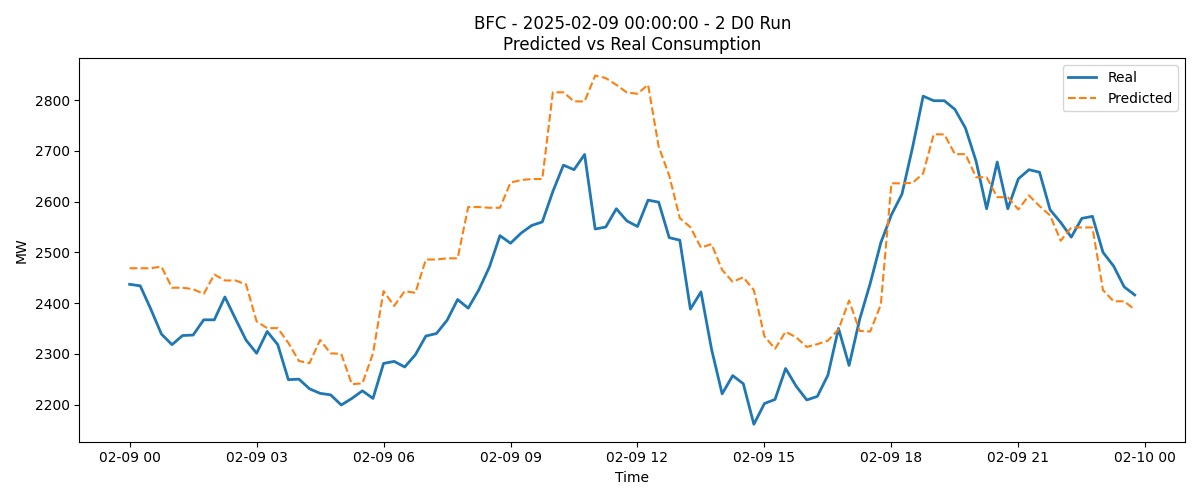 BFC - 2025-02-09 00:00:00 - 2 D0 Run
Predicted vs Real Consumption
Real
Predicted
MW
2800
2700
2600
2500
2400
2300
2200
02-09 00
02-09 03
02-09 06
02-09 09
02-09 12
02-09 15
02-09 18
02-09 21
02-10 00
Time